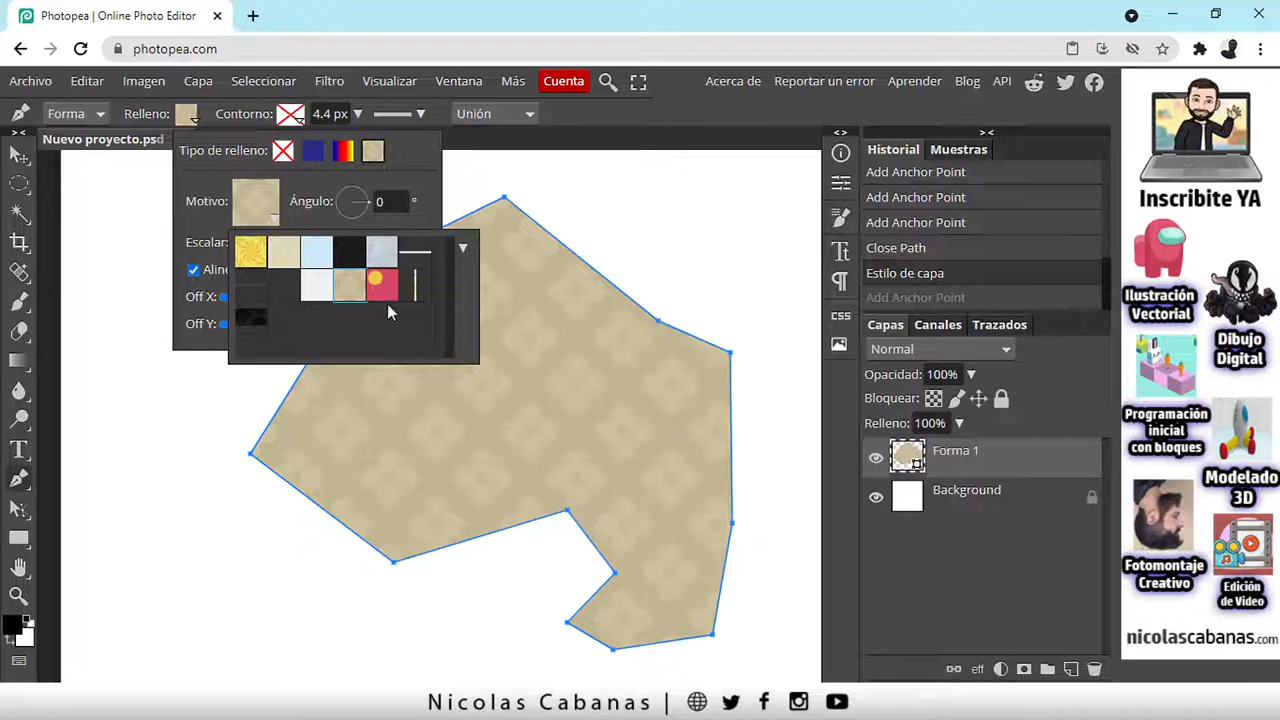 Photopea | Online Photo Editor
photopea.com
Archivo Editar Imagen Capa Seleccionar Filtro Visualizar Ventana Más Cuenta Acerca de Reportar un error Aprender Blog API
Forma Relleno: Contorno: 4.4 px Unión
Nuevo proyecto.psd
Tipo de relleno:
Motivo: Ángulo: 0 °
Escalar
Aline
Off X:
Off Y:
Historial Muestras
Add Anchor Point
Add Anchor Point
Add Anchor Point
Close Path
Estilo de capa
Add Anchor Point
Capas Canales Trazados
Normal
Opacidad: 100%
Bloquear:
Relleno: 100%
Forma 1
Background
eff
CSS
Inscribite YA
Ilustración
Vectorial
Dibujo
Digital
Programación
inicial
con bloques
Modelado
3D
Fotomontaje
Creativo
Edición
de Video
nicolascabanas.com
Nicolas Cabanas |